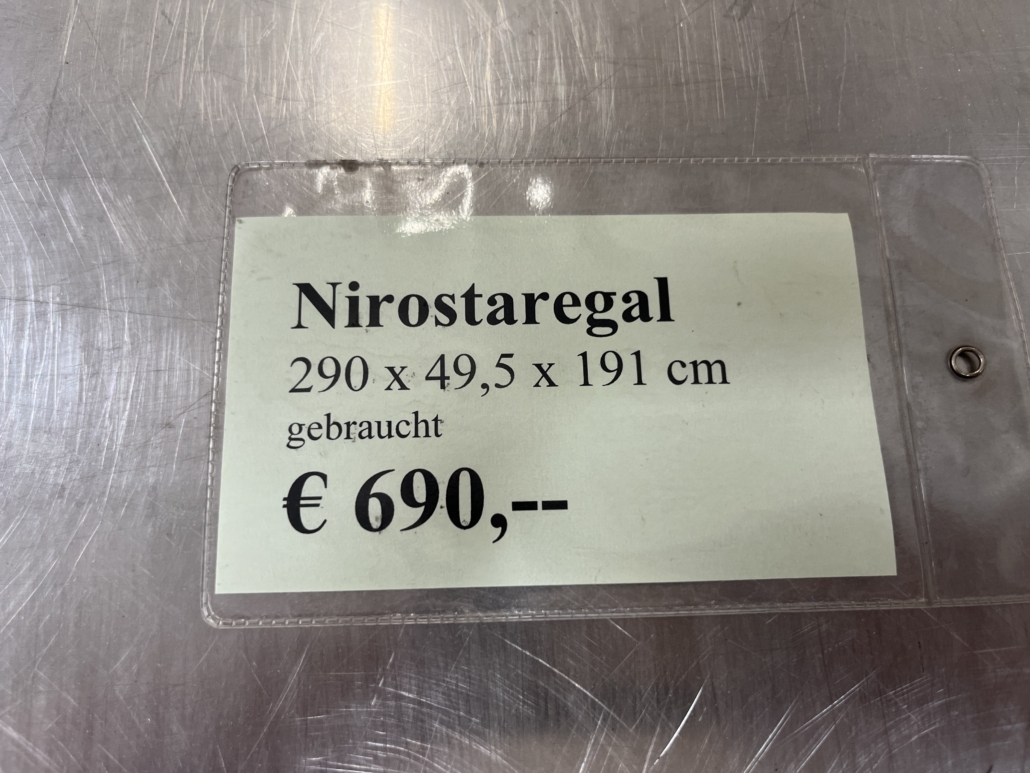 Nirostaregal
290 x 49,5 x 191 cm
gebraucht
€ 690,--